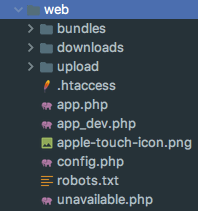 web
bundles
downloads
upload
.htaccess
app.php
app_dev.php
apple-touch-icon.png
config.php
robots.txt
unavailable.php